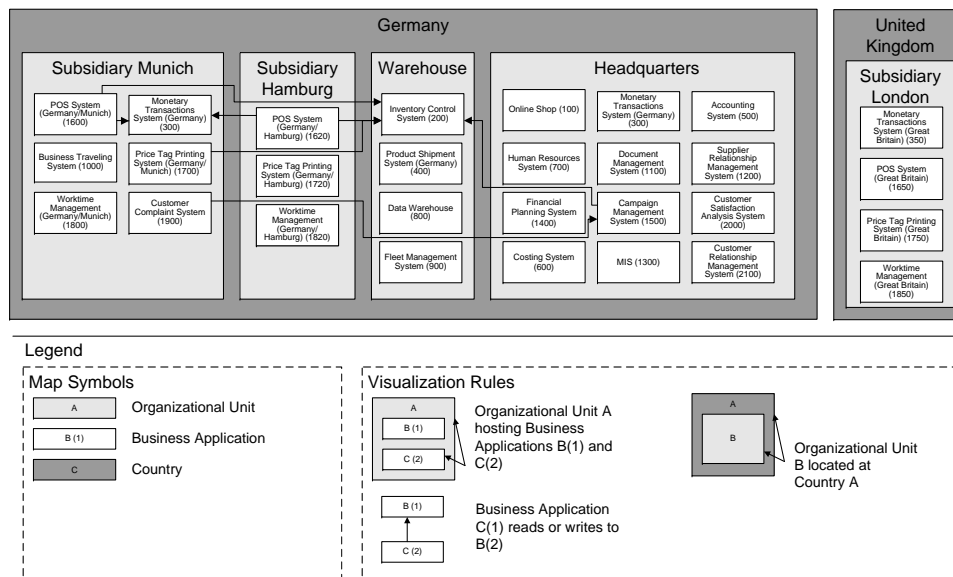 Germany
Subsidiary Munich
POS System
(Germany/Munich)
(1600)
Monetary
Transactions
System (Germany)
(300)
Business Traveling
System (1000)
Price Tag Printing
System (Germany/
Munich) (1700)
Worktime
Management
(Germany/Munich)
(1800)
Customer
Complaint System
(1900)
Subsidiary
Hamburg
POS System
(Germany/
Hamburg) (1620)
Price Tag Printing
System (Germany/
Hamburg) (1720)
Worktime
Management
(Germany/
Hamburg) (1820)
Warehouse
Inventory Control
System (200)
Product Shipment
System (Germany)
(400)
Data Warehouse
(800)
Fleet Management
System (900)
Headquarters
Online Shop (100)
Monetary
Transactions
System (Germany)
(300)
Accounting
System (500)
Human Resources
System (700)
Document
Management
System (1100)
Supplier
Relationship
Management
System (1200)
Financial
Planning System
(1400)
Campaign
Management
System (1500)
Customer
Satisfaction
Analysis System
(2000)
Costing System
(600)
MIS (1300)
Customer
Relationship
Management
System (2100)
United
Kingdom
Subsidiary
London
Monetary
Transactions
System (Great
Britain) (350)
POS System
(Great Britain)
(1650)
Price Tag Printing
System (Great
Britain) (1750)
Worktime
Management
(Great Britain)
(1850)
Legend
Map Symbols
A
Organizational Unit
B (1)
Business Application
C
Country
Visualization Rules
A
B (1)
C (2)
Organizational Unit A
hosting Business
Applications B(1) and
C(2)
B (1)
C (2)
Business Application
C(1) reads or writes to
B(2)
A
B
Organizational Unit
B located at
Country A